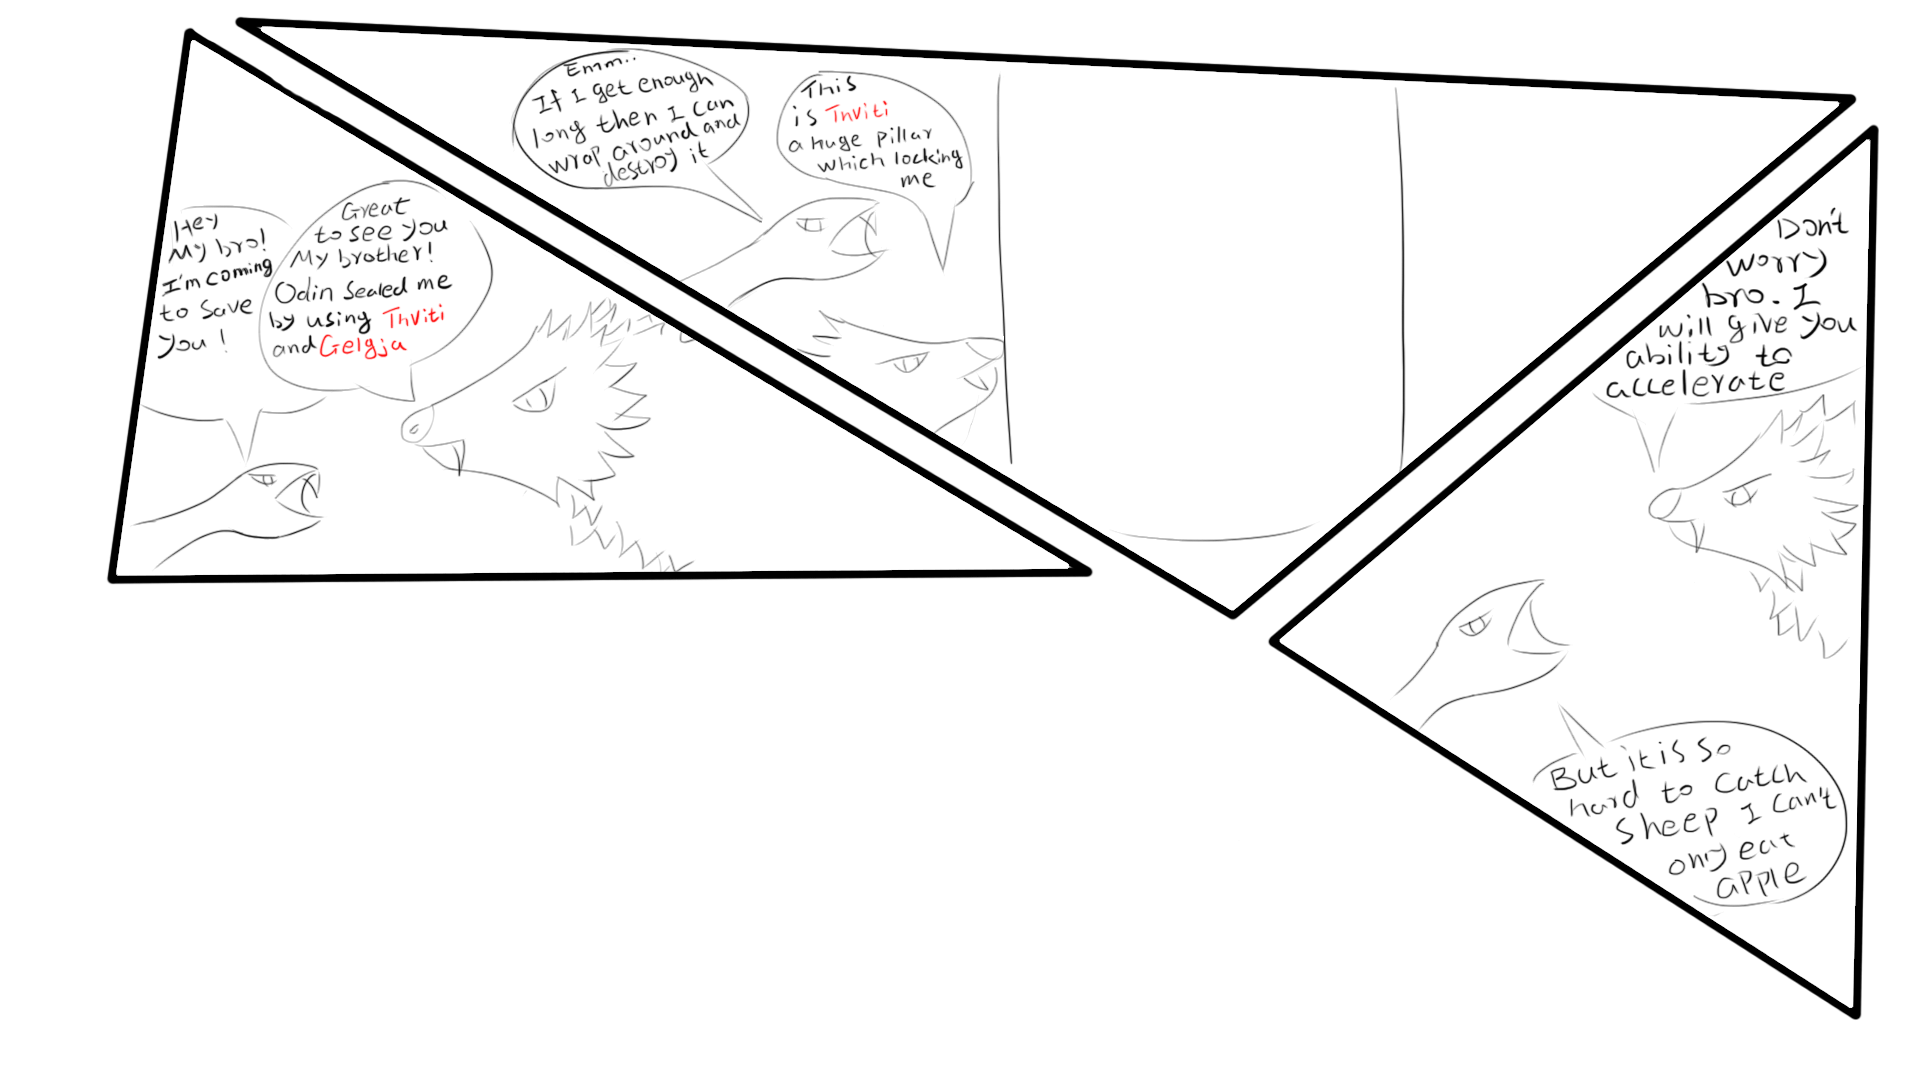 Hey
My bro!
I'm coming
to save
you!
Great
to see you
My brother!
Odin sealed me
by using Thviti
and Gelgja
Emm..
If I get enough
long then I can
wrap around and
destroy it
This
is Thviti
a huge pillar
which locking
me
Don't
worry
bro. I
will give you
ability to
accelerate
But it is so
hard to catch
sheep I can't
only eat
apple